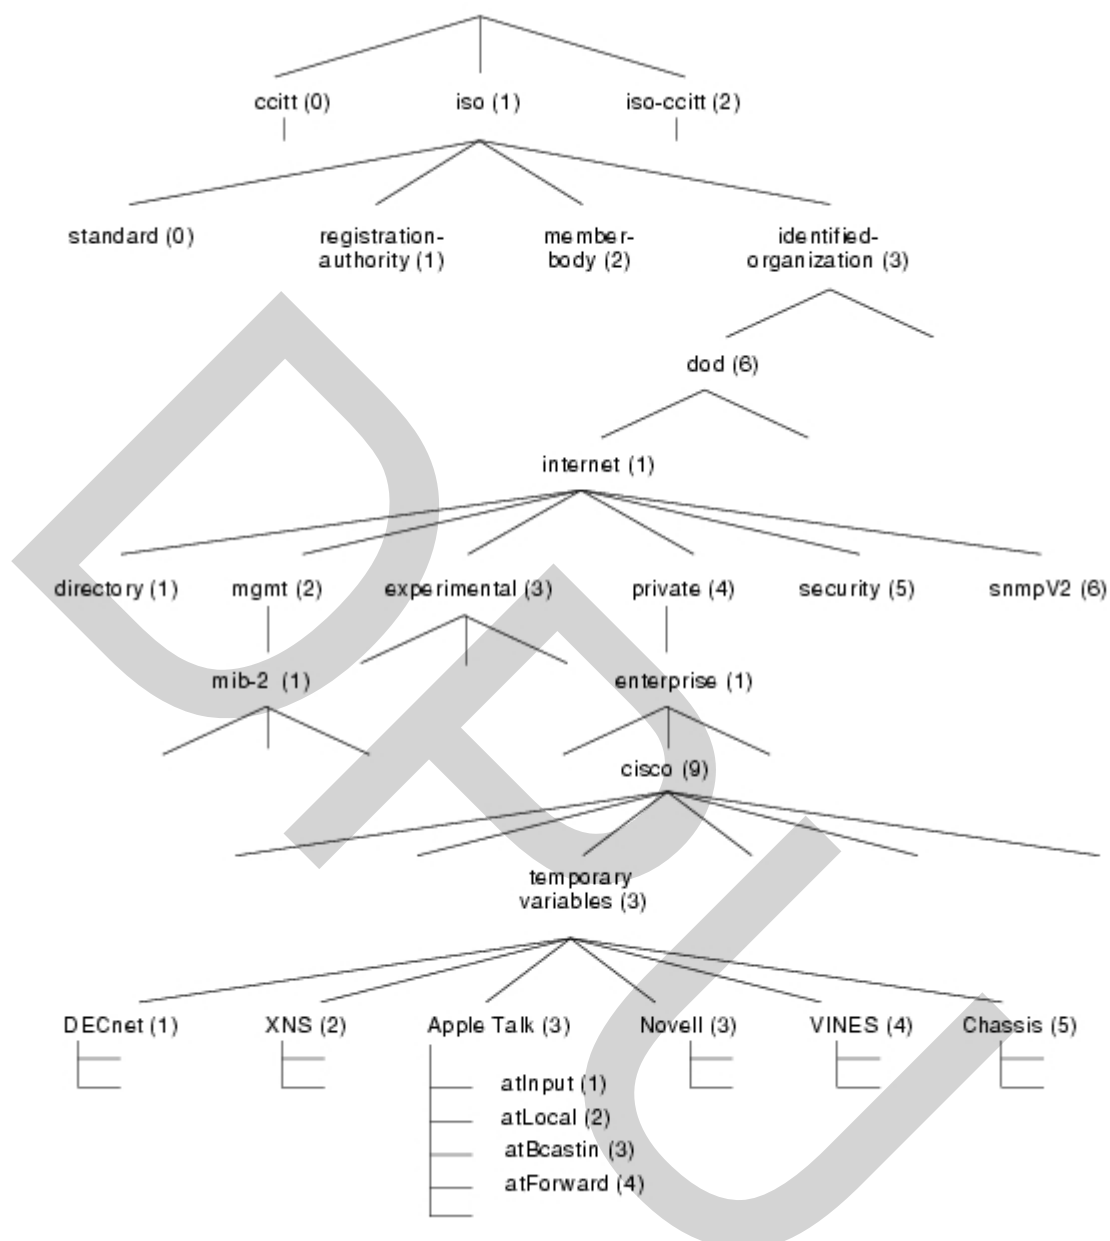 ccitt (0)
iso (1)
iso-ccitt (2)
standard (0)
registration-
authority (1)
member-
body (2)
identified-
organization (3)
dod (6)
internet (1)
directory (1)
mgmt (2)
experimental (3)
private (4)
security (5)
snmpV2 (6)
mib-2 (1)
enterprise (1)
cisco (9)
temporary
variables (3)
DECnet (1)
XNS (2)
Apple Talk (3)
Novell (3)
VINES (4)
Chassis (5)
atInput (1)
atLocal (2)
atBcastin (3)
atForward (4)
DPU